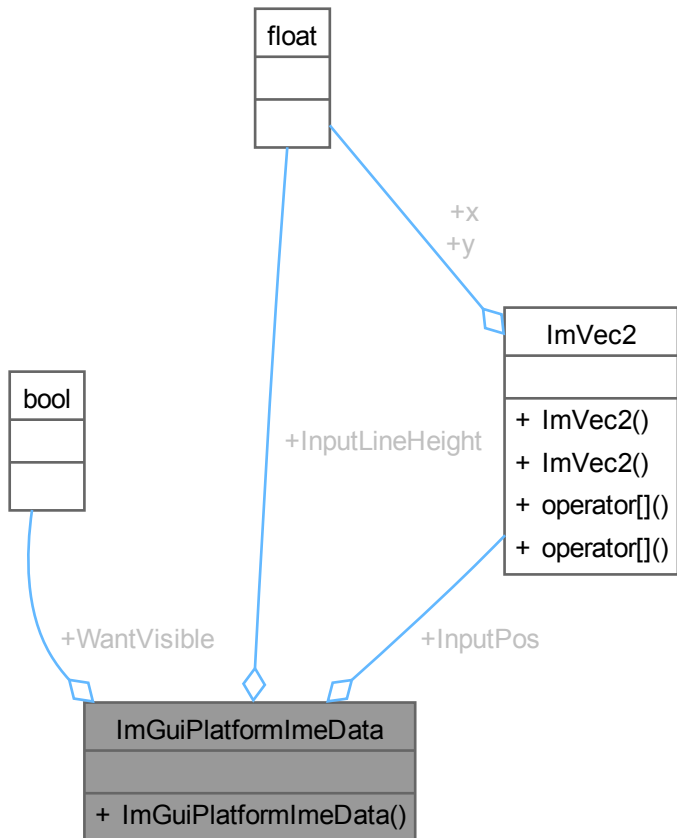 float
+x
+y
ImVec2
+ ImVec2()
+ ImVec2()
+ operator[]()
+ operator[]()
bool
+InputLineHeight
+WantVisible
+InputPos
ImGuiPlatformImeData
+ ImGuiPlatformImeData()